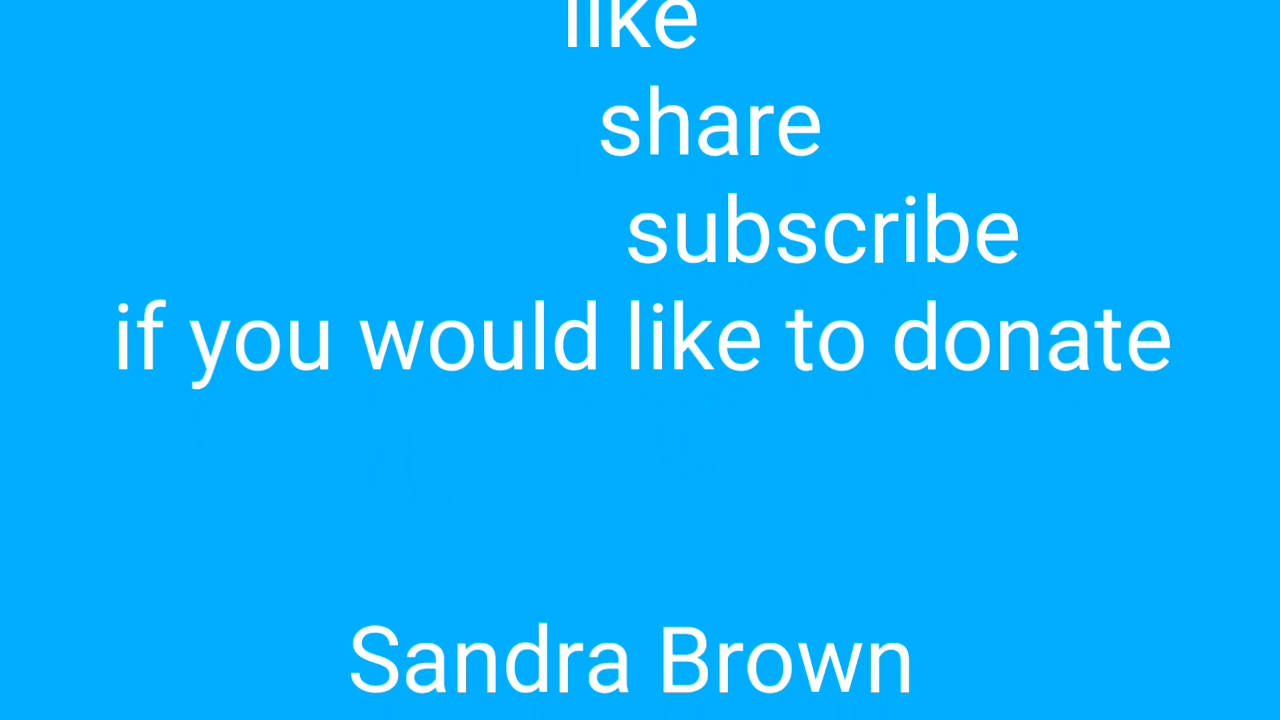 like
share
subscribe
if you would like to donate
Sandra Brown